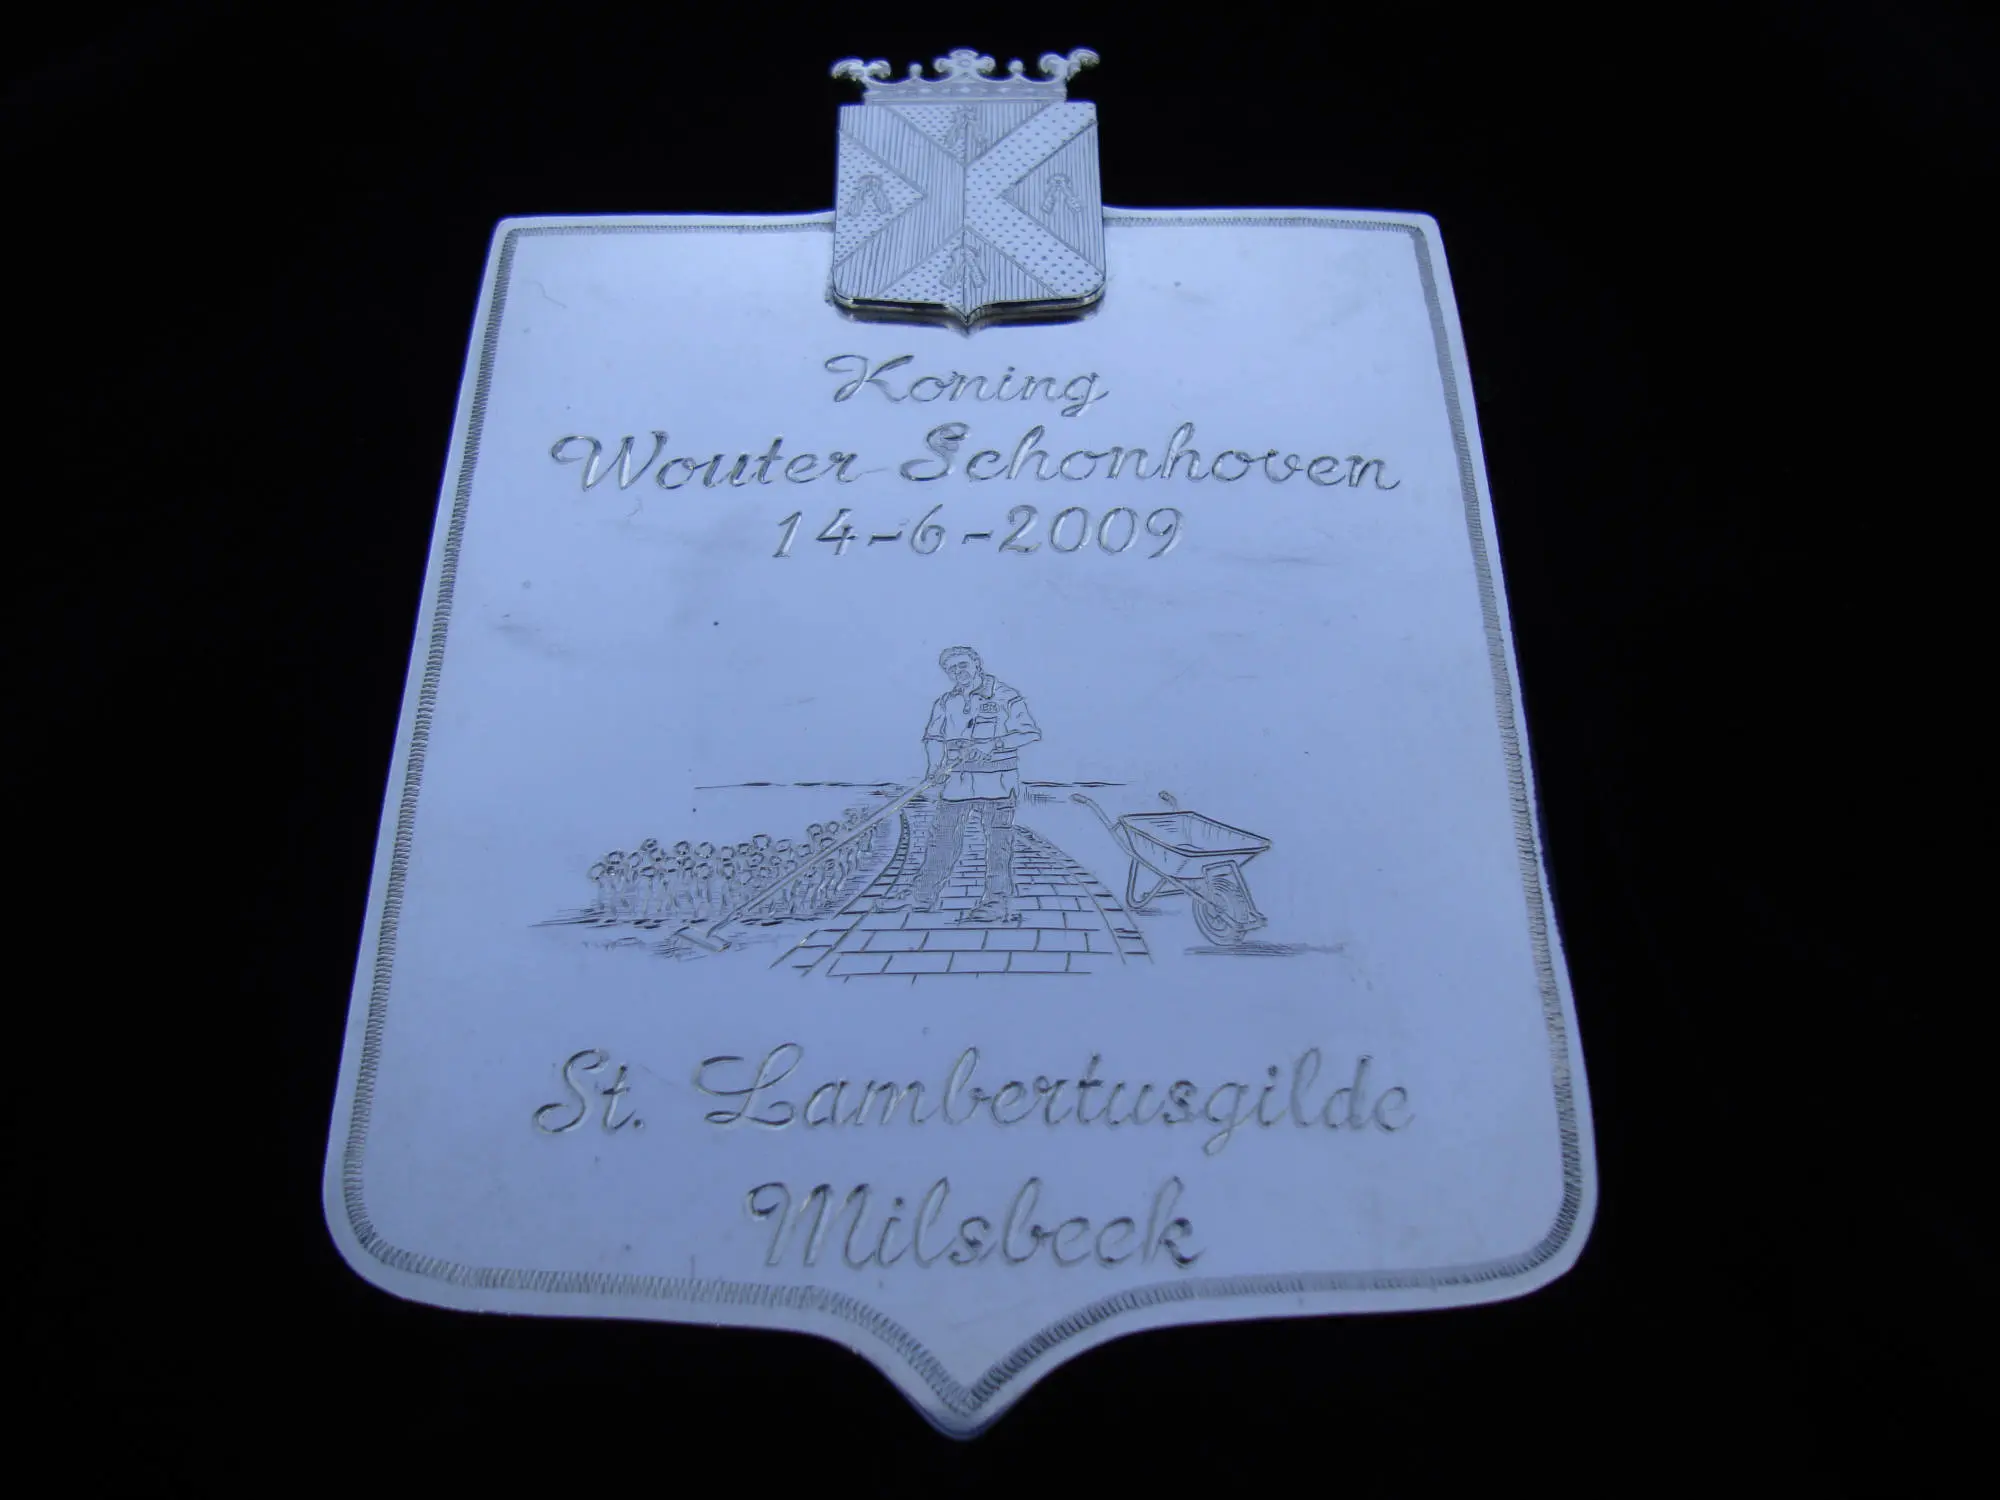 Koning
Wouter Schonhoven
14-6-2009
St. Lambertusgilde
Milsbeek